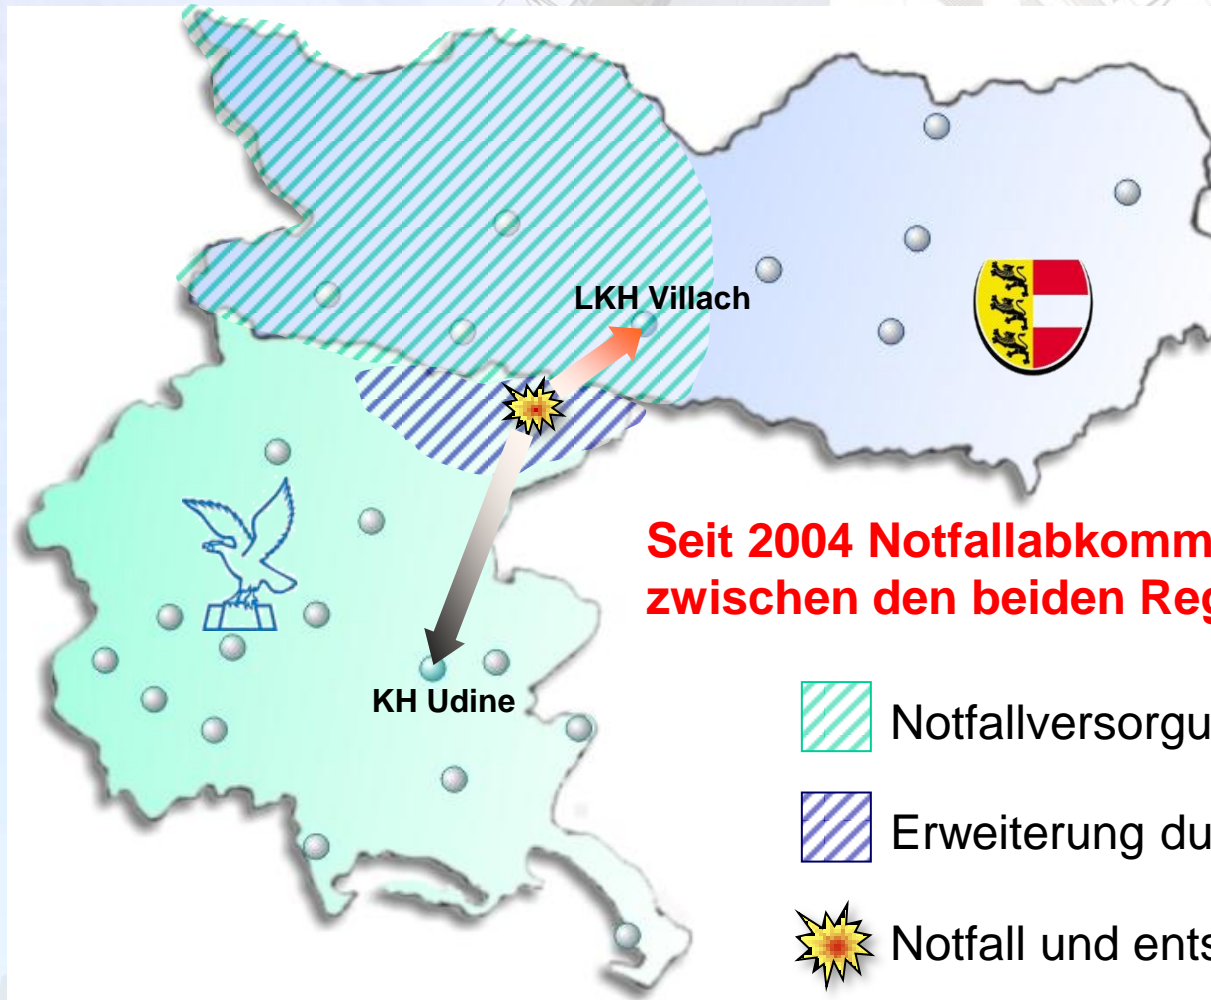 LKH Villach
Seit 2004 Notfallabkomm
zwischen den beiden Reg
KH Udine
Notfallversorgu
Erweiterung du
Notfall und ents